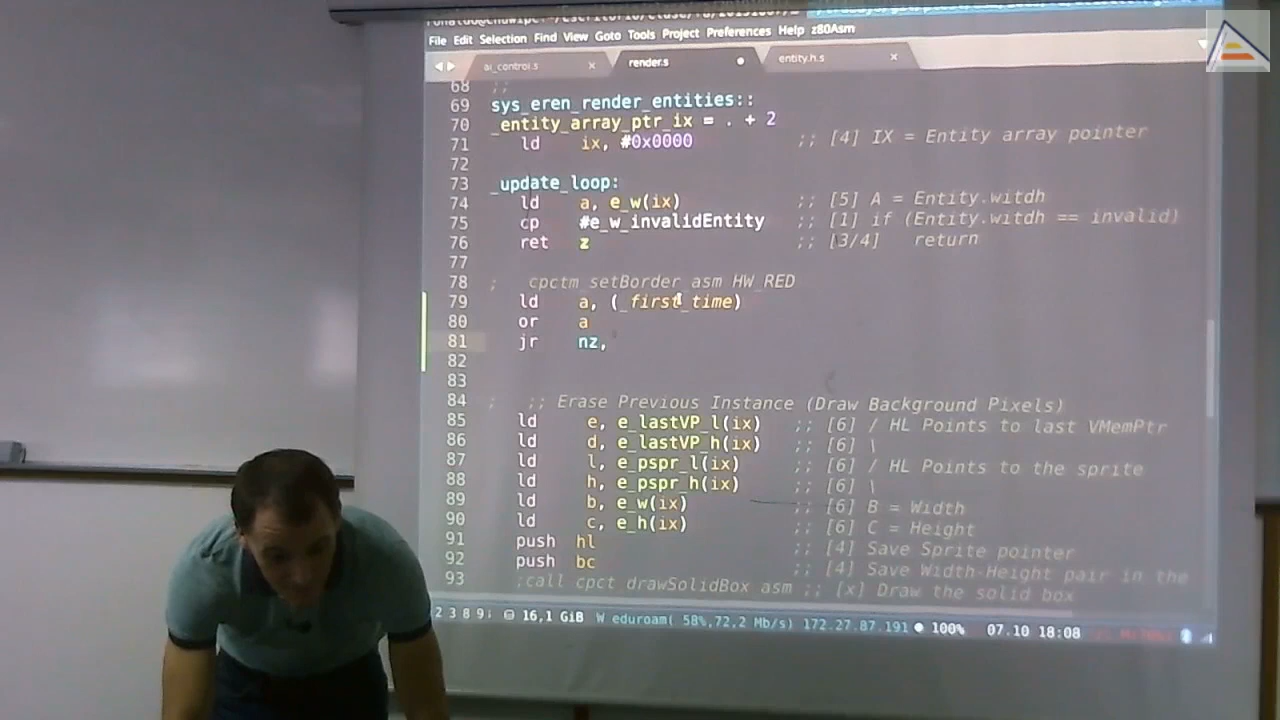 File Edit Selection Find View Goto Tools Project Preferences Help z80Asm
ai_control.s × render.s entity.h.s ×
68 ;;
69 sys_eren_render_entities::
70 _entity_array_ptr_ix = . + 2
71 ld ix, #0x0000 ;; [4] IX = Entity array pointer
72
73 _update_loop:
74 ld a, e_w(ix) ;; [5] A = Entity.witdh
75 cp #e_w_invalidEntity ;; [1] if (Entity.witdh == invalid)
76 ret z ;; [3/4] return
77
78 ; cpctm_setBorder_asm HW_RED
79 ld a, (_first_time)
80 or a
81 jr nz,
82
83
84 ; ;; Erase Previous Instance (Draw Background Pixels)
85 ld e, e_lastVP_l(ix) ;; [6] / HL Points to last VMemPtr
86 ld d, e_lastVP_h(ix) ;; [6] \
87 ld l, e_pspr_l(ix) ;; [6] / HL Points to the sprite
88 ld h, e_pspr_h(ix) ;; [6] \
89 ld b, e_w(ix) ;; [6] B = Width
90 ld c, e_h(ix) ;; [6] C = Height
91 push hl ;; [4] Save Sprite pointer
92 push bc ;; [4] Save Width-Height pair in the
93 ;call cpct_drawSolidBox_asm ;; [x] Draw the solid box
2 3 8 9: 16,1 GiB W eduroam( 58%,72,2 Mb/s) 172.27.87.191 100% 07.10 18:08